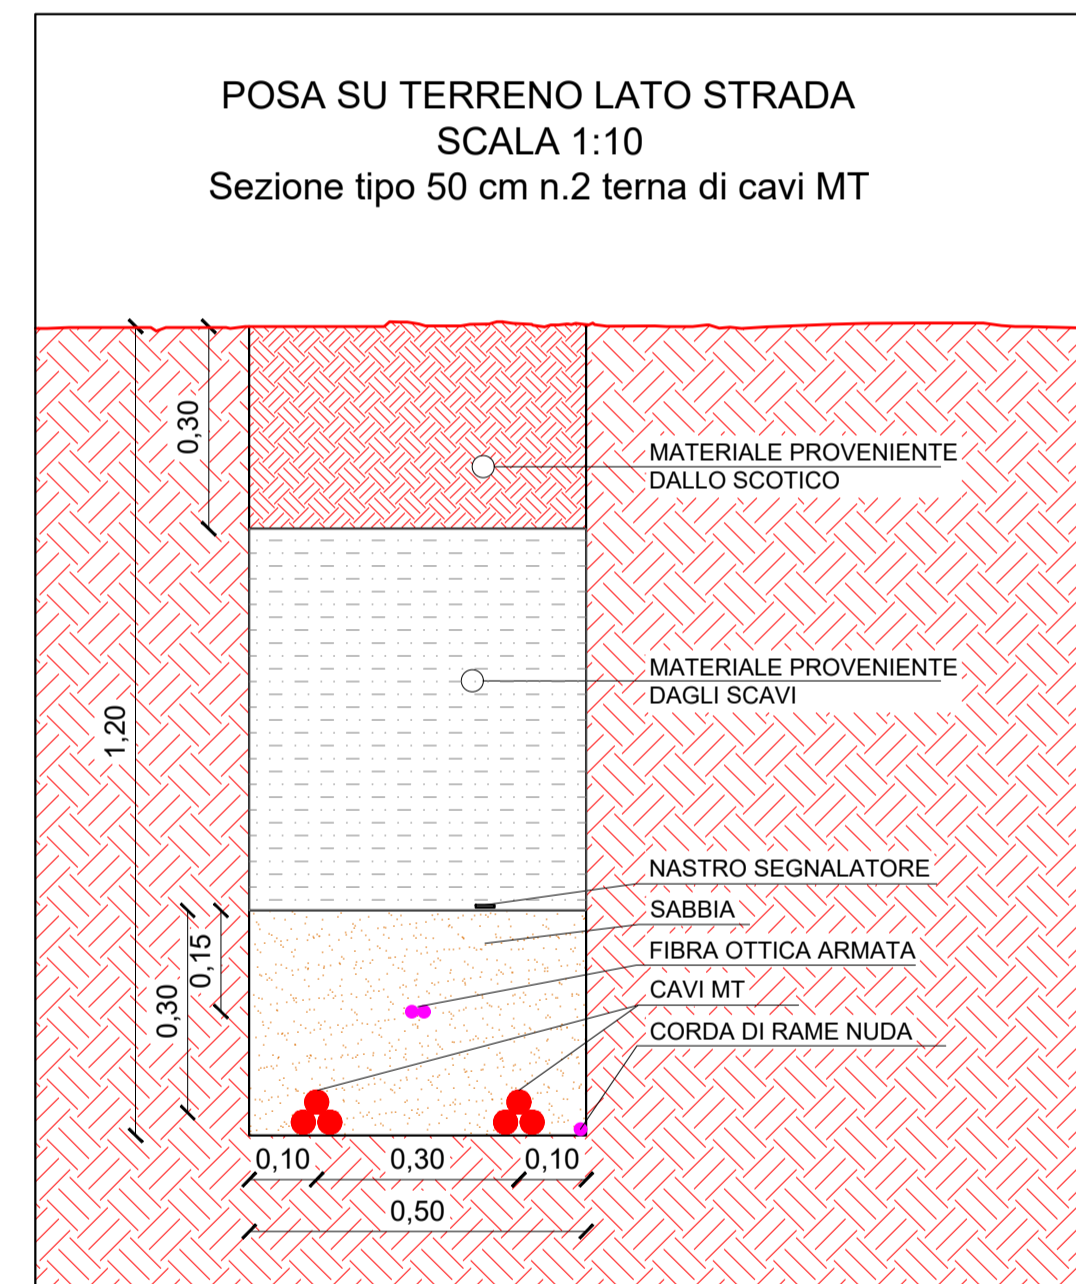 POSA SU TERRENO LATO STRADA
SCALA 1:10
Sezione tipo 50 cm n.2 terna di cavi MT
0,30
MATERIALE PROVENIENTE
DALLO SCOTICO
1,20
MATERIALE PROVENIENTE
DAGLI SCAVI
NASTRO SEGNALATORE
SABBIA
0,15
FIBRA OTTICA ARMATA
0,30
CAVI MT
CORDA DI RAME NUDA
0,10 0,30 0,10
0,50